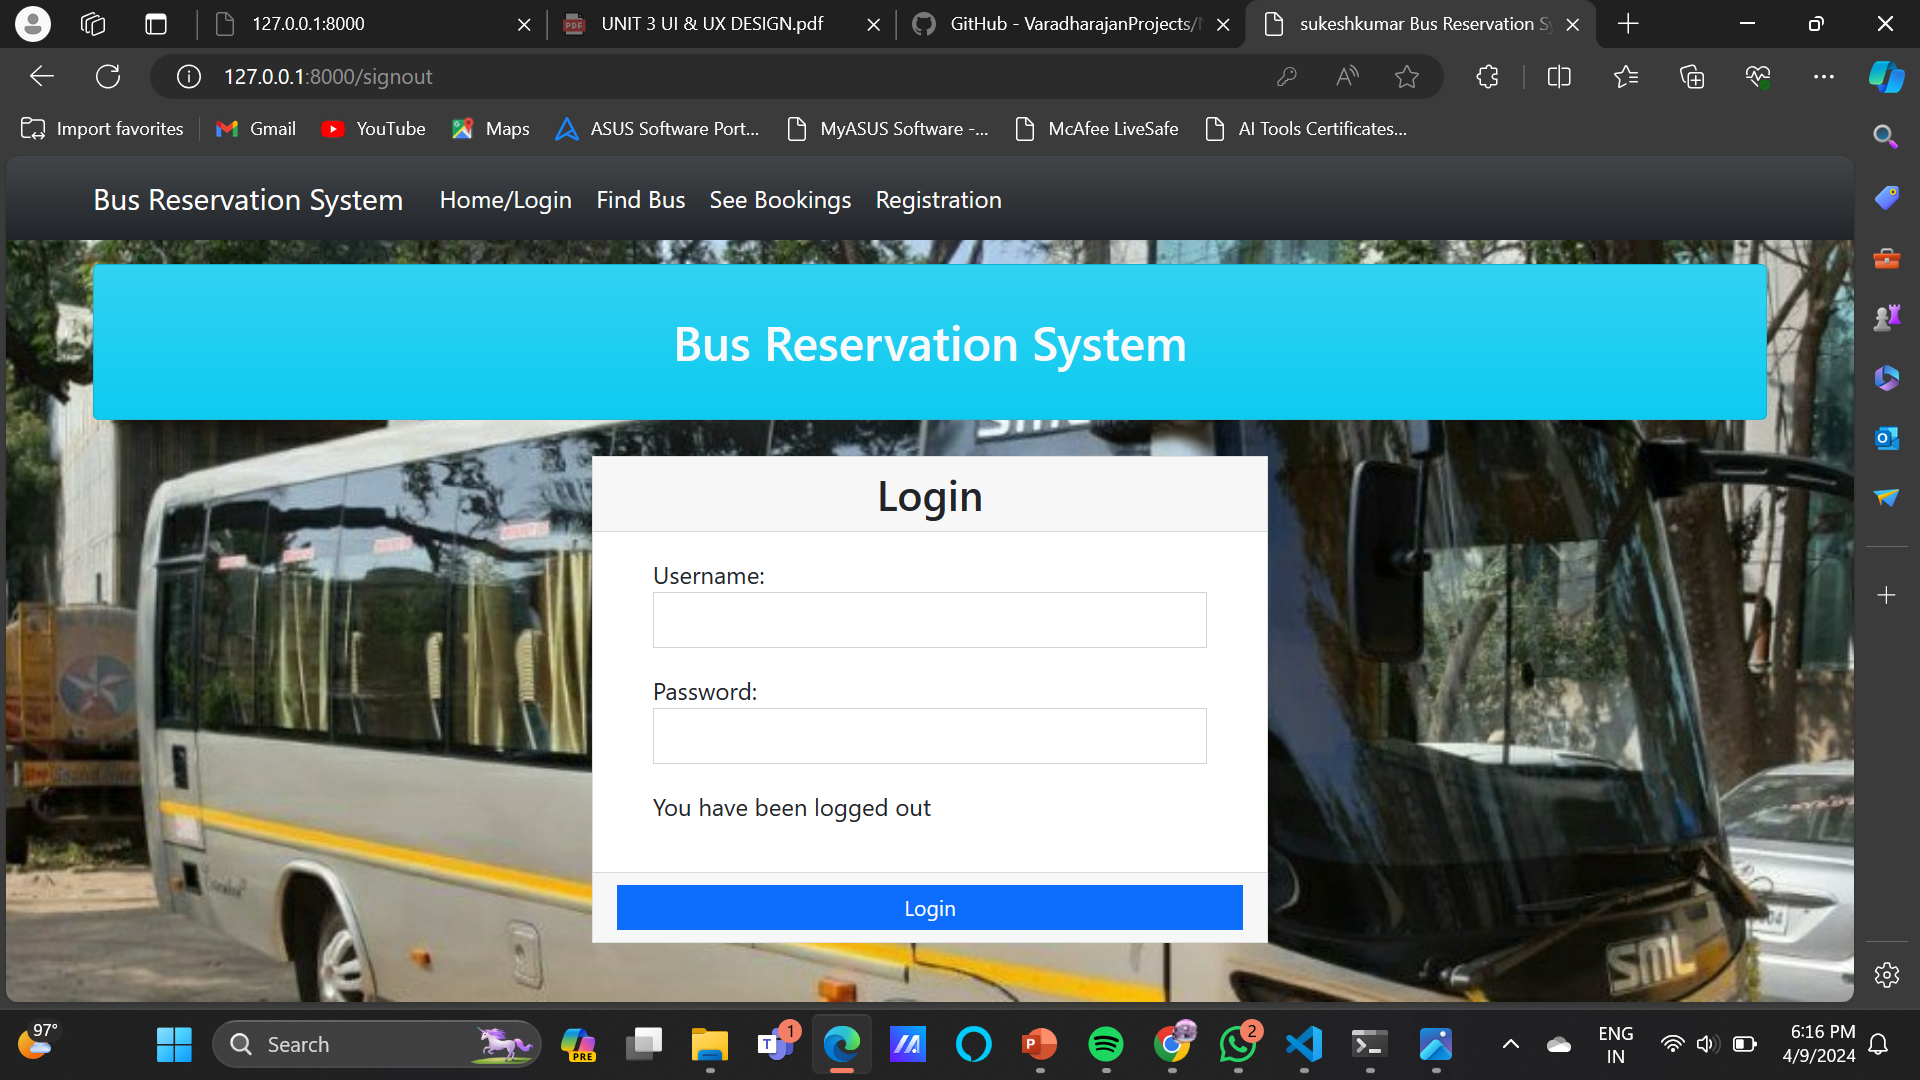 127.0.0.1:8000
UNIT 3 UI & UX DESIGN.pdf
GitHub - VaradharajanProjects/
sukeshkumar Bus Reservation S
127.0.0.1:8000/signout
Import favorites
Gmail
YouTube
Maps
ASUS Software Port...
MyASUS Software -...
McAfee LiveSafe
AI Tools Certificates...
Bus Reservation System
Home/Login
Find Bus
See Bookings
Registration
Bus Reservation System
Login
Username:
Password:
You have been logged out
Login
SML
97°
Search
PRE
1
2
ENG
IN
6:16 PM
4/9/2024